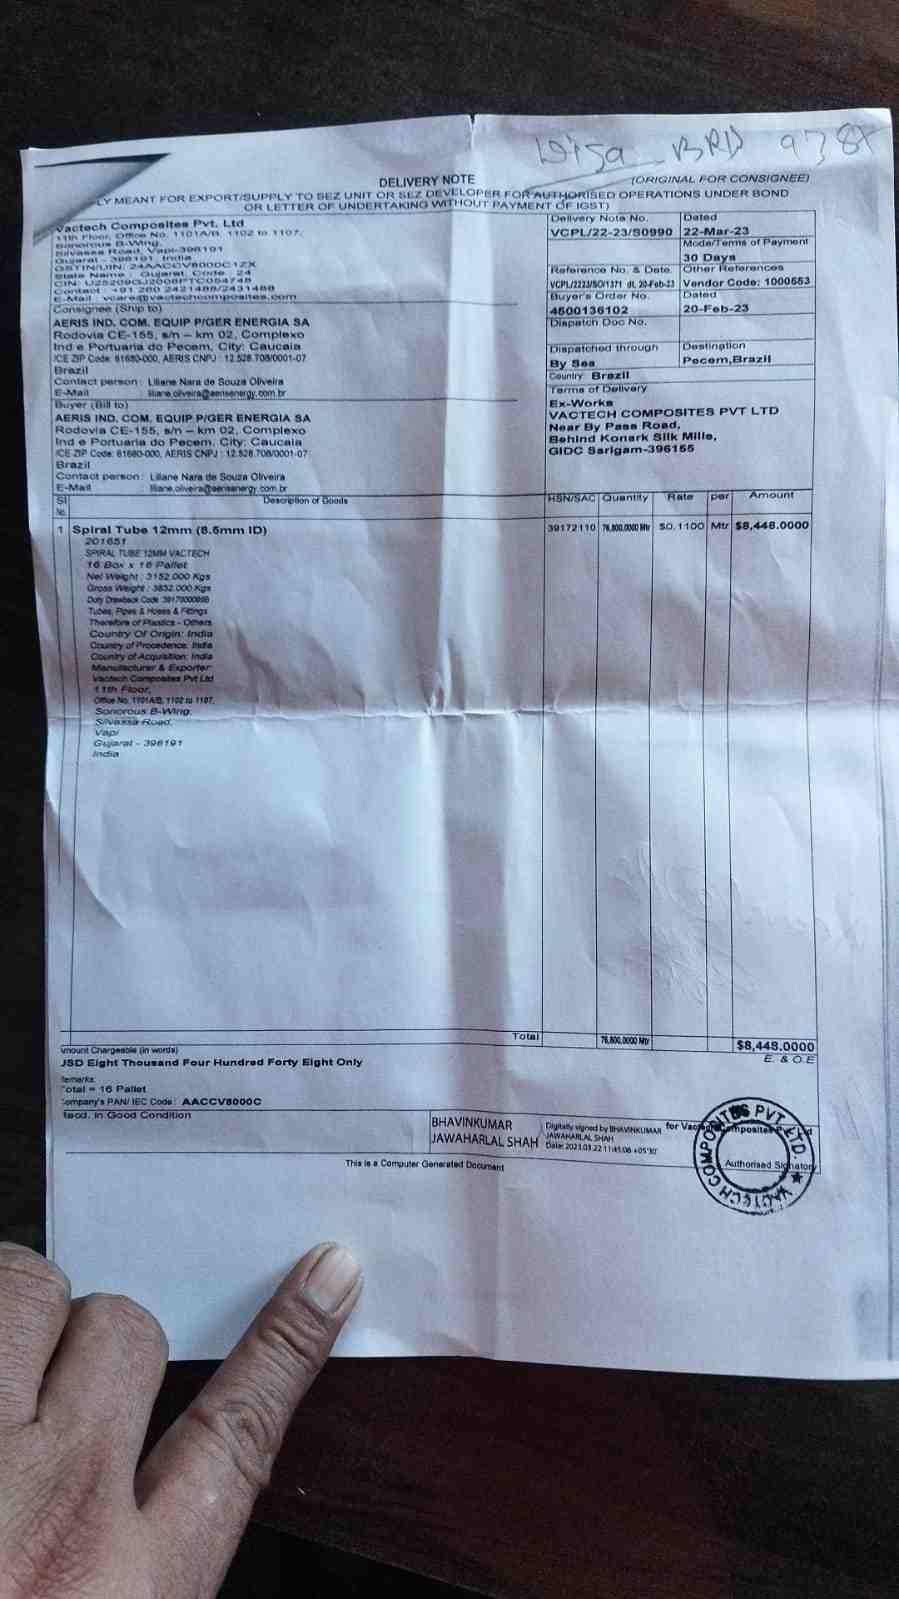 BRD 978
DELIVERY NOTE
(ORIGINAL FOR CONSIGNEE)
LY MEANT FOR EXPORT/SUPPLY TO SEZ UNIT OR SEZ DEVELOPER FOR AUTHORISED OPERATIONS UNDER BOND
OR LETTER OF UNDERTAKING WITHOUT PAYMENT OF IGST)
Vactech Composites Pvt. Ltd
11th Floor, Office No. 1101A/B, 1102 to 1107,
Sonorous B-Wing,
Silvassa Road, Vapi-396191
Gujarat - 396191, India
GSTIN/UIN: 24AACCV8000C1ZX
State Name : Gujarat, Code : 24
CIN: U25209GJ2006PTC054748
Contact : +91 260 2421488/2431488
E-Mail : vcare@vactechcomposites.com
Delivery Note No.
VCPL/22-23/S0990
Dated
22-Mar-23
Mode/Terms of Payment
30 Days
Reference No. & Date.
VCPL/2223/SO/1371 dt. 20-Feb-23
Other References
Vendor Code: 1000553
Buyer's Order No.
4500136102
Dated
20-Feb-23
Dispatch Doc No.
Dispatched through
By Sea
Destination
Pecem,Brazil
Country: Brazil
Terms of Delivery
Ex-Works
VACTECH COMPOSITES PVT LTD
Near By Pass Road,
Behind Konark Silk Mills,
GIDC Sarigam-396155
Consignee (Ship to)
AERIS IND. COM. EQUIP P/GER ENERGIA SA
Rodovia CE-155, s/n – km 02, Complexo
Ind e Portuaria do Pecem, City: Caucaia
/CE ZIP Code: 61680-000, AERIS CNPJ : 12.528.708/0001-07
Brazil
Contact person : Liliane Nara de Souza Oliveira
E-Mail : liliane.oliveira@aerisenergy.com.br
Buyer (Bill to)
AERIS IND. COM. EQUIP P/GER ENERGIA SA
Rodovia CE-155, s/n – km 02, Complexo
Ind e Portuaria do Pecem, City: Caucaia
/CE ZIP Code: 61680-000, AERIS CNPJ : 12.528.708/0001-07
Brazil
Contact person : Liliane Nara de Souza Oliveira
E-Mail : liliane.oliveira@aerisenergy.com.br
Sl No. Description of Goods HSN/SAC Quantity Rate per Amount
1 Spiral Tube 12mm (8.5mm ID) 39172110 76,800.0000 Mtr $0.1100 Mtr $8,448.0000
201651
SPIRAL TUBE 12MM VACTECH
16 Box x 16 Pallet
Net Weight : 3152.000 Kgs
Gross Weight : 3832.000 Kgs
Duty Drawback Code :
Tubes, Pipes & Hoses & Fittings
Therefore of Plastics - Others
Country Of Origin: India
Country of Precedence: India
Country of Acquisition: India
Manufacturer & Exporter:
Vactech Composites Pvt Ltd
11th Floor,
Office No. 1101A/B, 1102 to 1107,
Sonorous B-Wing,
Silvassa Road,
Vapi
Gujarat - 396191
India
Total 76,800.0000 Mtr $8,448.0000
mount Chargeable (in words)
E. & O.E
JSD Eight Thousand Four Hundred Forty Eight Only
Remarks:
Total = 16 Pallet
ompany's PAN/ IEC Code : AACCV8000C
Recd. in Good Condition
BHAVINKUMAR
JAWAHARLAL SHAH
Digitally signed by BHAVINKUMAR
JAWAHARLAL SHAH
Date: 2023.03.22 11:45:06 +05'30'
for Vactech Composites Pvt. Ltd
Authorised Signatory
VACTECH COMPOSITES PVT. LTD.
This is a Computer Generated Document